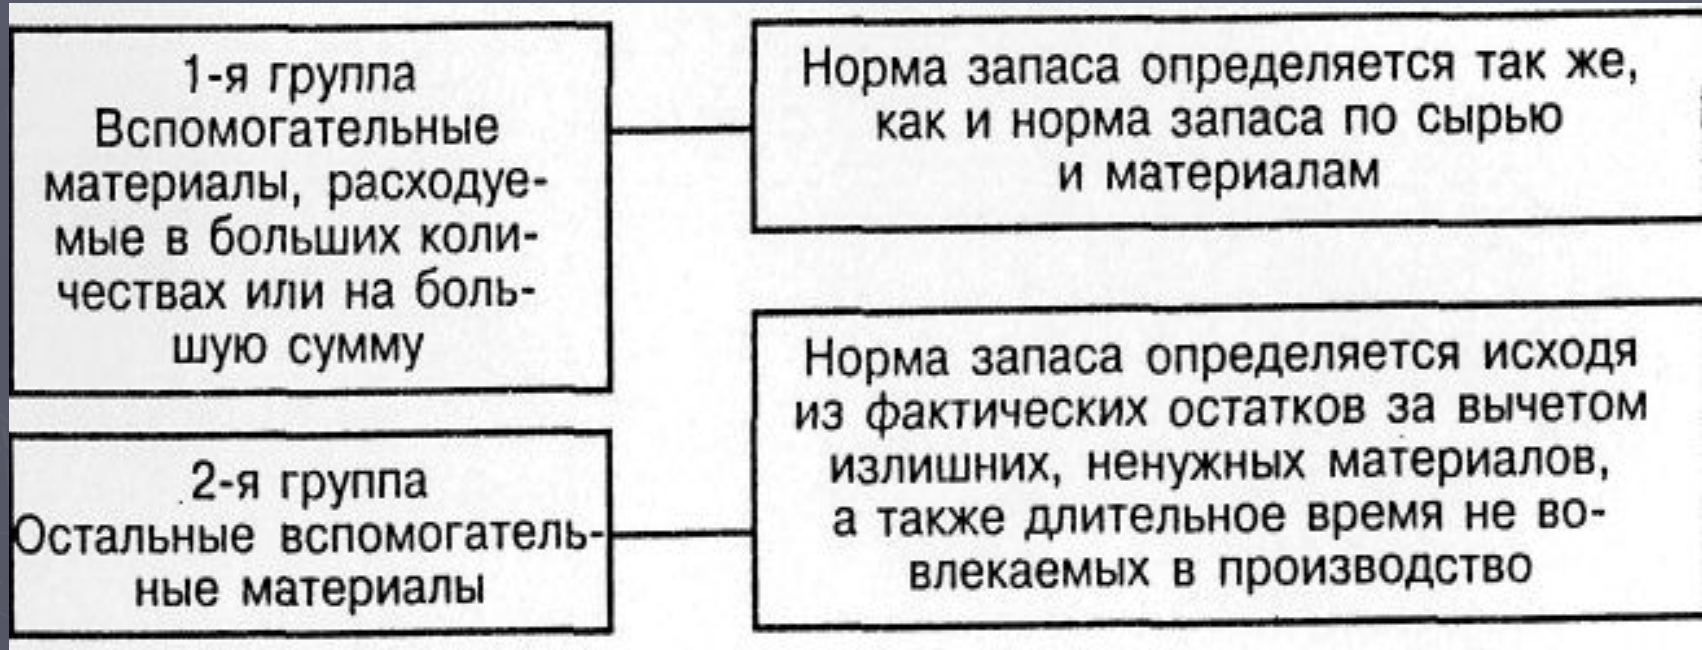 1-я группа
Вспомогательные
материалы, расходуе-
мые в больших коли-
чествах или на боль-
шую сумму
Норма запаса определяется так же,
как и норма запаса по сырью
и материалам
2-я группа
Остальные вспомогатель-
ные материалы
Норма запаса определяется исходя
из фактических остатков за вычетом
излишних, ненужных материалов,
а также длительное время не во-
влекаемых в производство